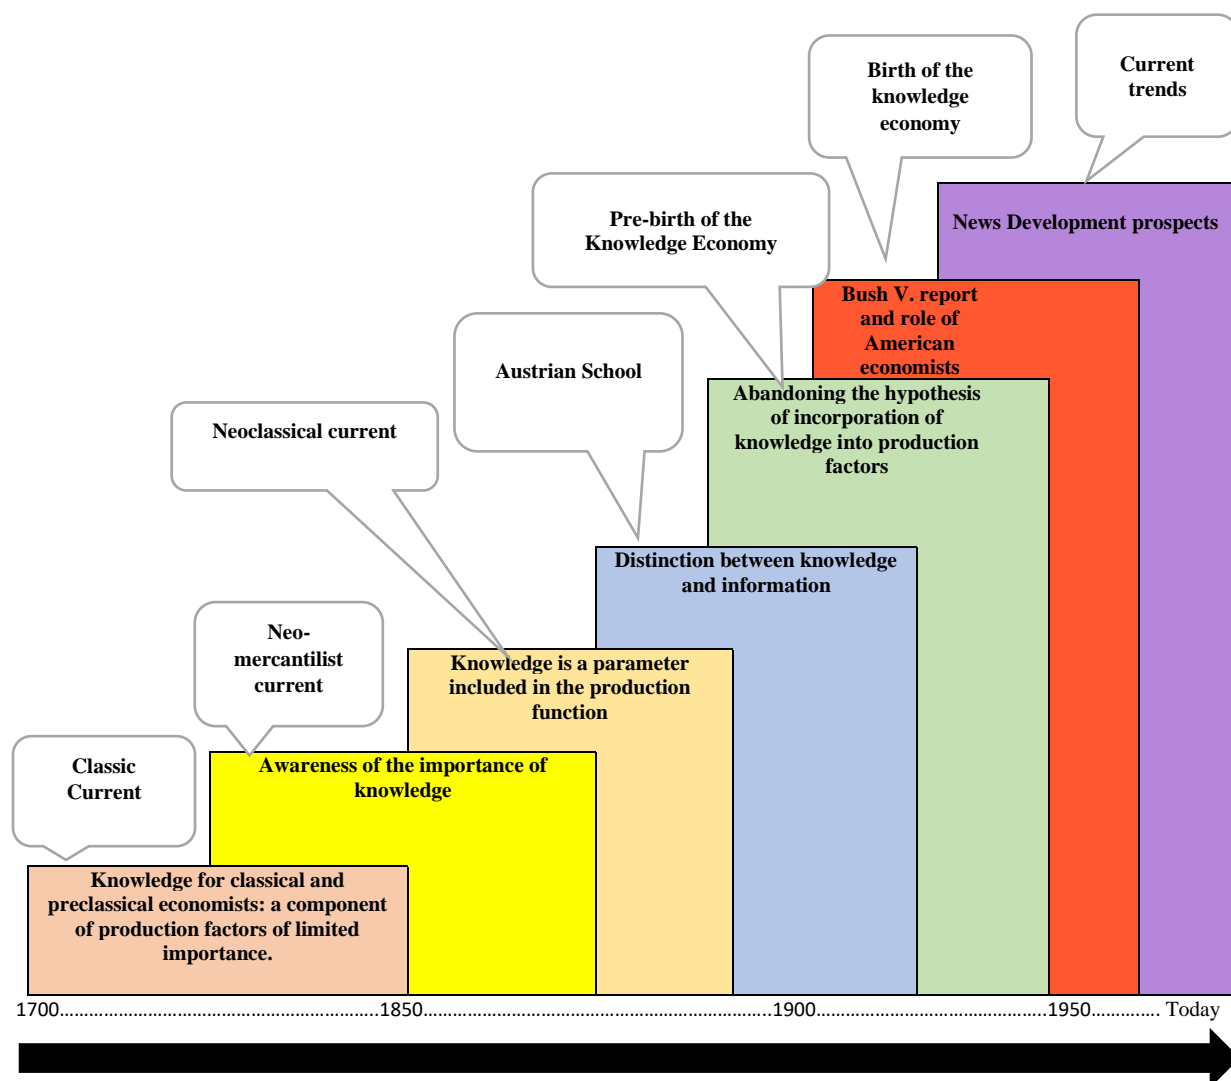 Current
trends
Birth of the
knowledge
economy
Pre-birth of the
Knowledge Economy
News Development prospects
Bush V. report
and role of
American
economists
Austrian School
Abandoning the hypothesis
of incorporation of
knowledge into production
factors
Neoclassical current
Distinction between knowledge
and information
Neo-
mercantilist
current
Knowledge is a parameter
included in the production
function
Classic
Current
Awareness of the importance of
knowledge
Knowledge for classical and
preclassical economists: a component
of production factors of limited
importance.
1700......................................................1850......................................................1900.................................1950.............. Today